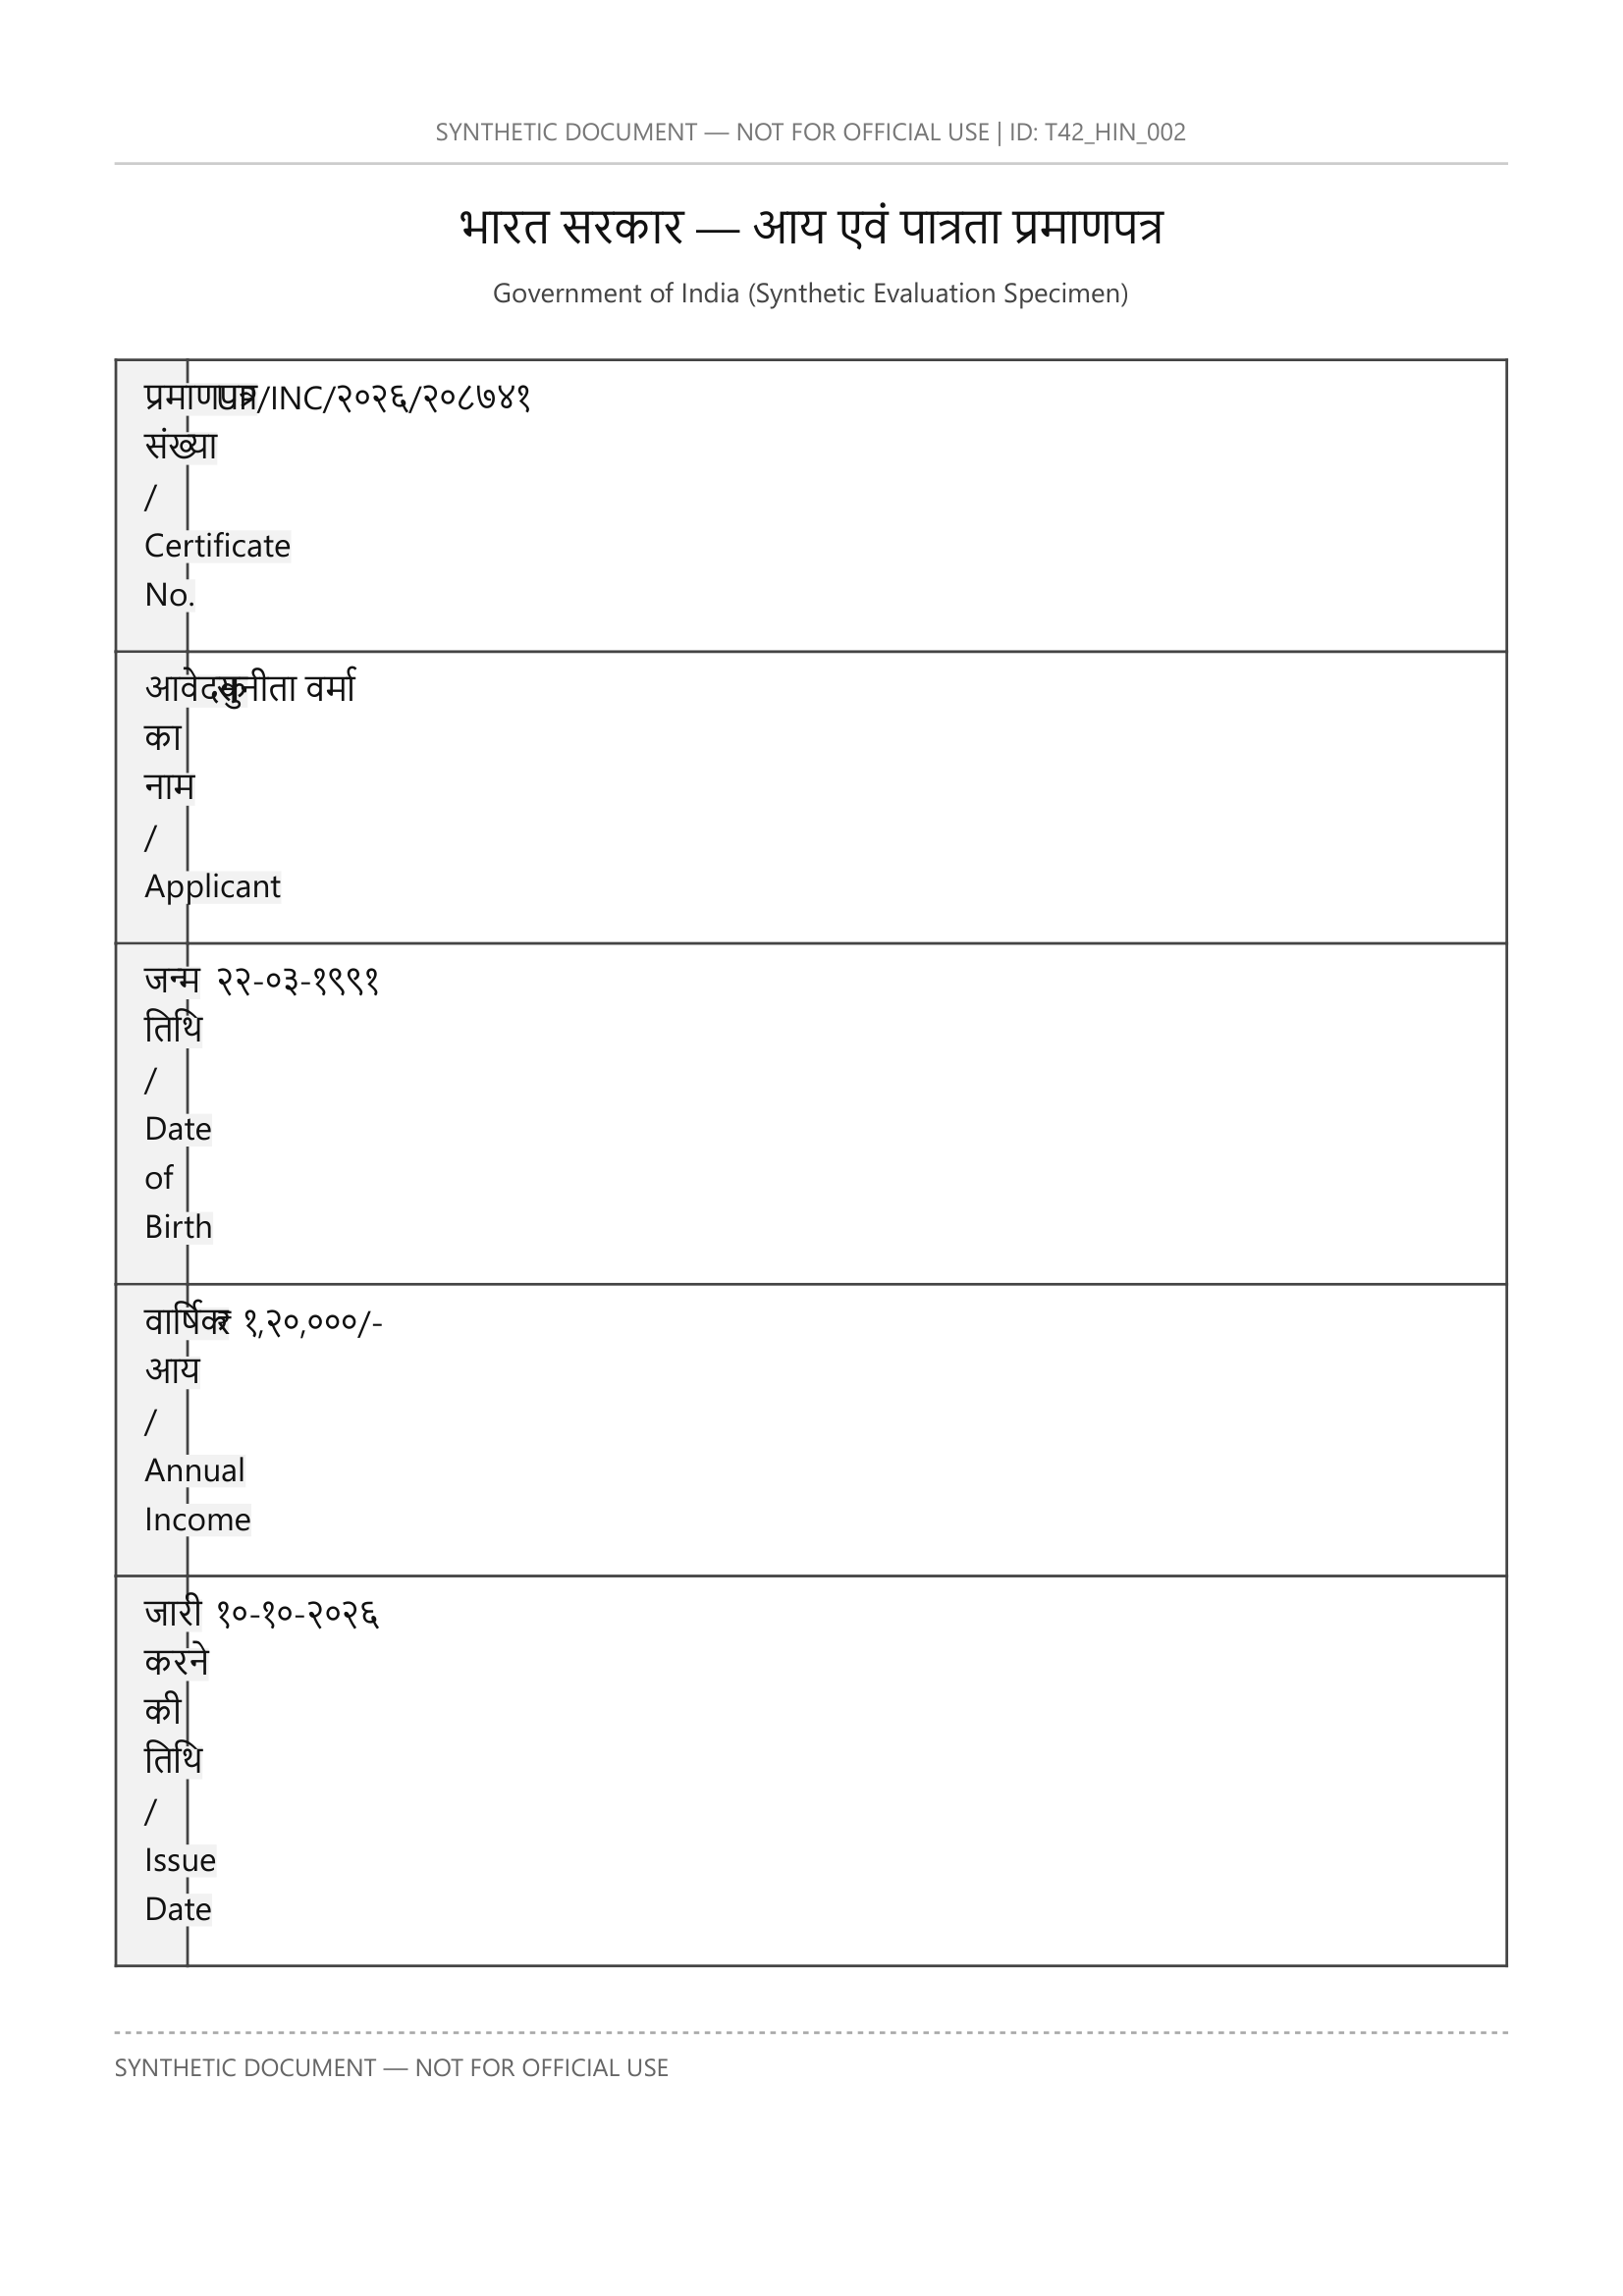 SYNTHETIC DOCUMENT — NOT FOR OFFICIAL USE | ID: T42_HIN_002
भारत सरकार — आय एवं पात्रता प्रमाणपत्र
Government of India (Synthetic Evaluation Specimen)
प्रमाणपत्र UP/INC/२०२६/२०८७४१
संख्या
/
Certificate
No.
आवेदक सुनीता वर्मा
का
नाम
/
Applicant
जन्म २२-०३-१९९१
तिथि
/
Date
of
Birth
वार्षिक ₹ १,२०,०००/-
आय
/
Annual
Income
जारी १०-१०-२०२६
करने
की
तिथि
/
Issue
Date
SYNTHETIC DOCUMENT — NOT FOR OFFICIAL USE